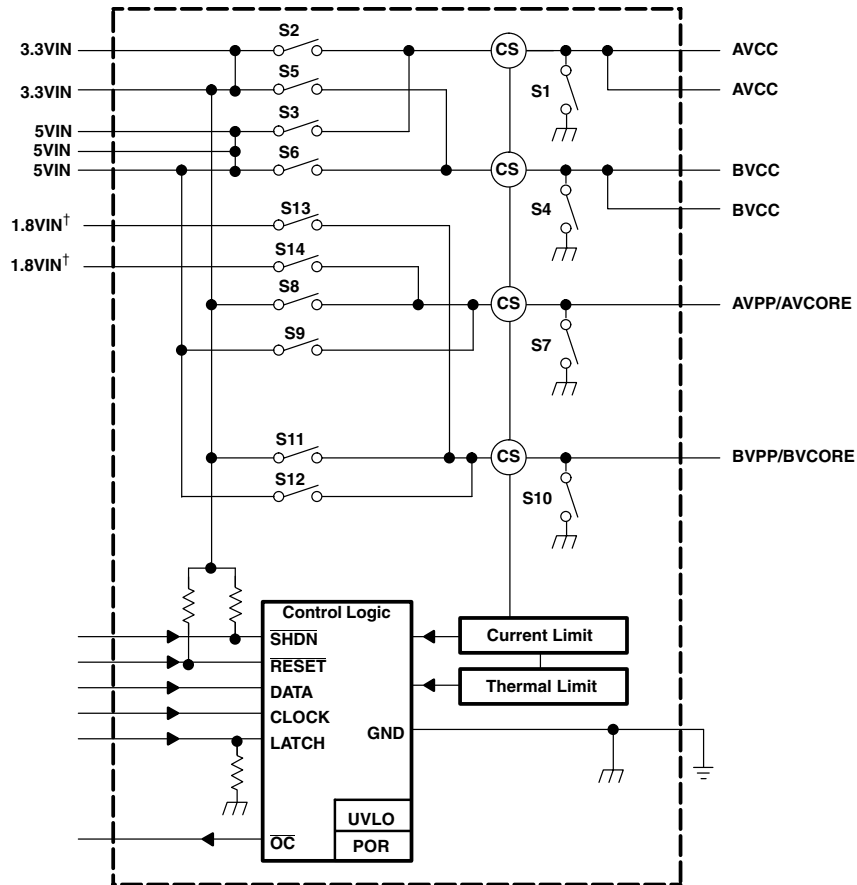 S2
3.3VIN
CS
AVCC
S5
3.3VIN
S1
AVCC
S3
5VIN
5VIN
S6
5VIN
CS
BVCC
S13
S4
BVCC
1.8VIN†
S14
1.8VIN†
S8
CS
AVPP/AVCORE
S9
S7
S11
CS
BVPP/BVCORE
S12
S10
Control Logic
SHDN
Current Limit
RESET
DATA
Thermal Limit
CLOCK
GND
LATCH
UVLO
OC
POR